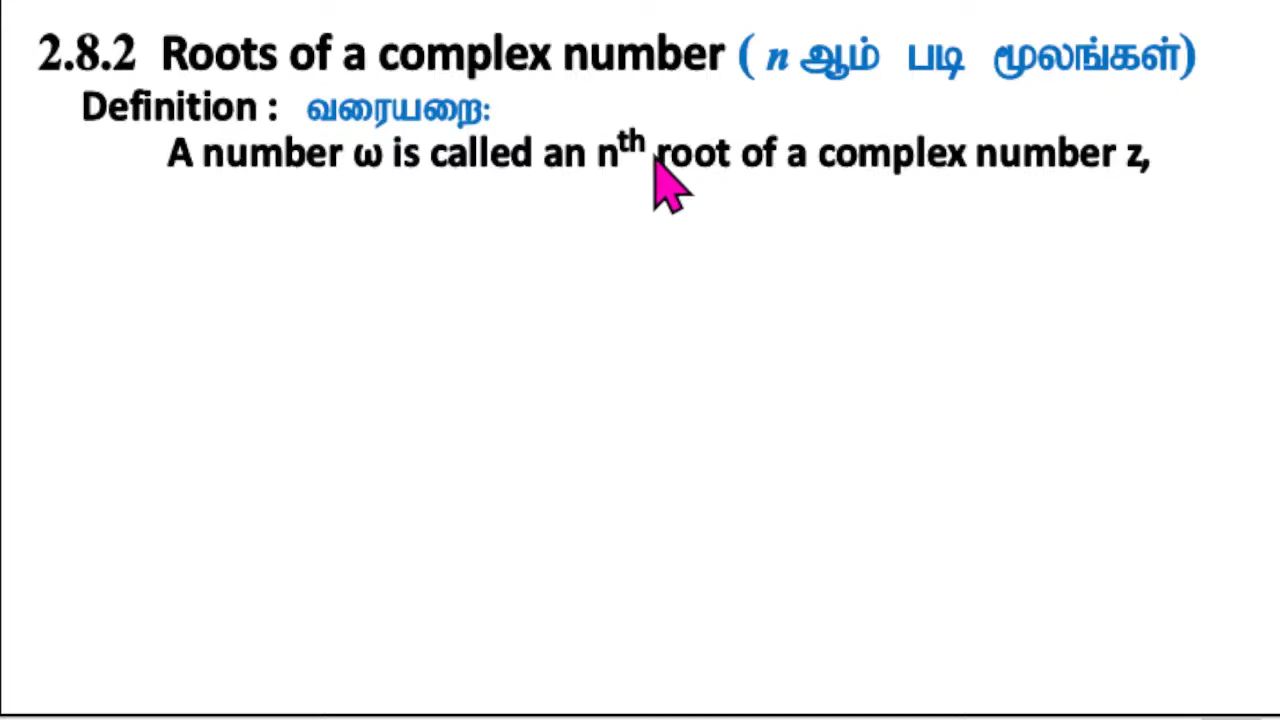 2.8.2 Roots of a complex number ( n ஆம் படி மூலங்கள்)
Definition : வரையறை:
A number ω is called an nth root of a complex number z,